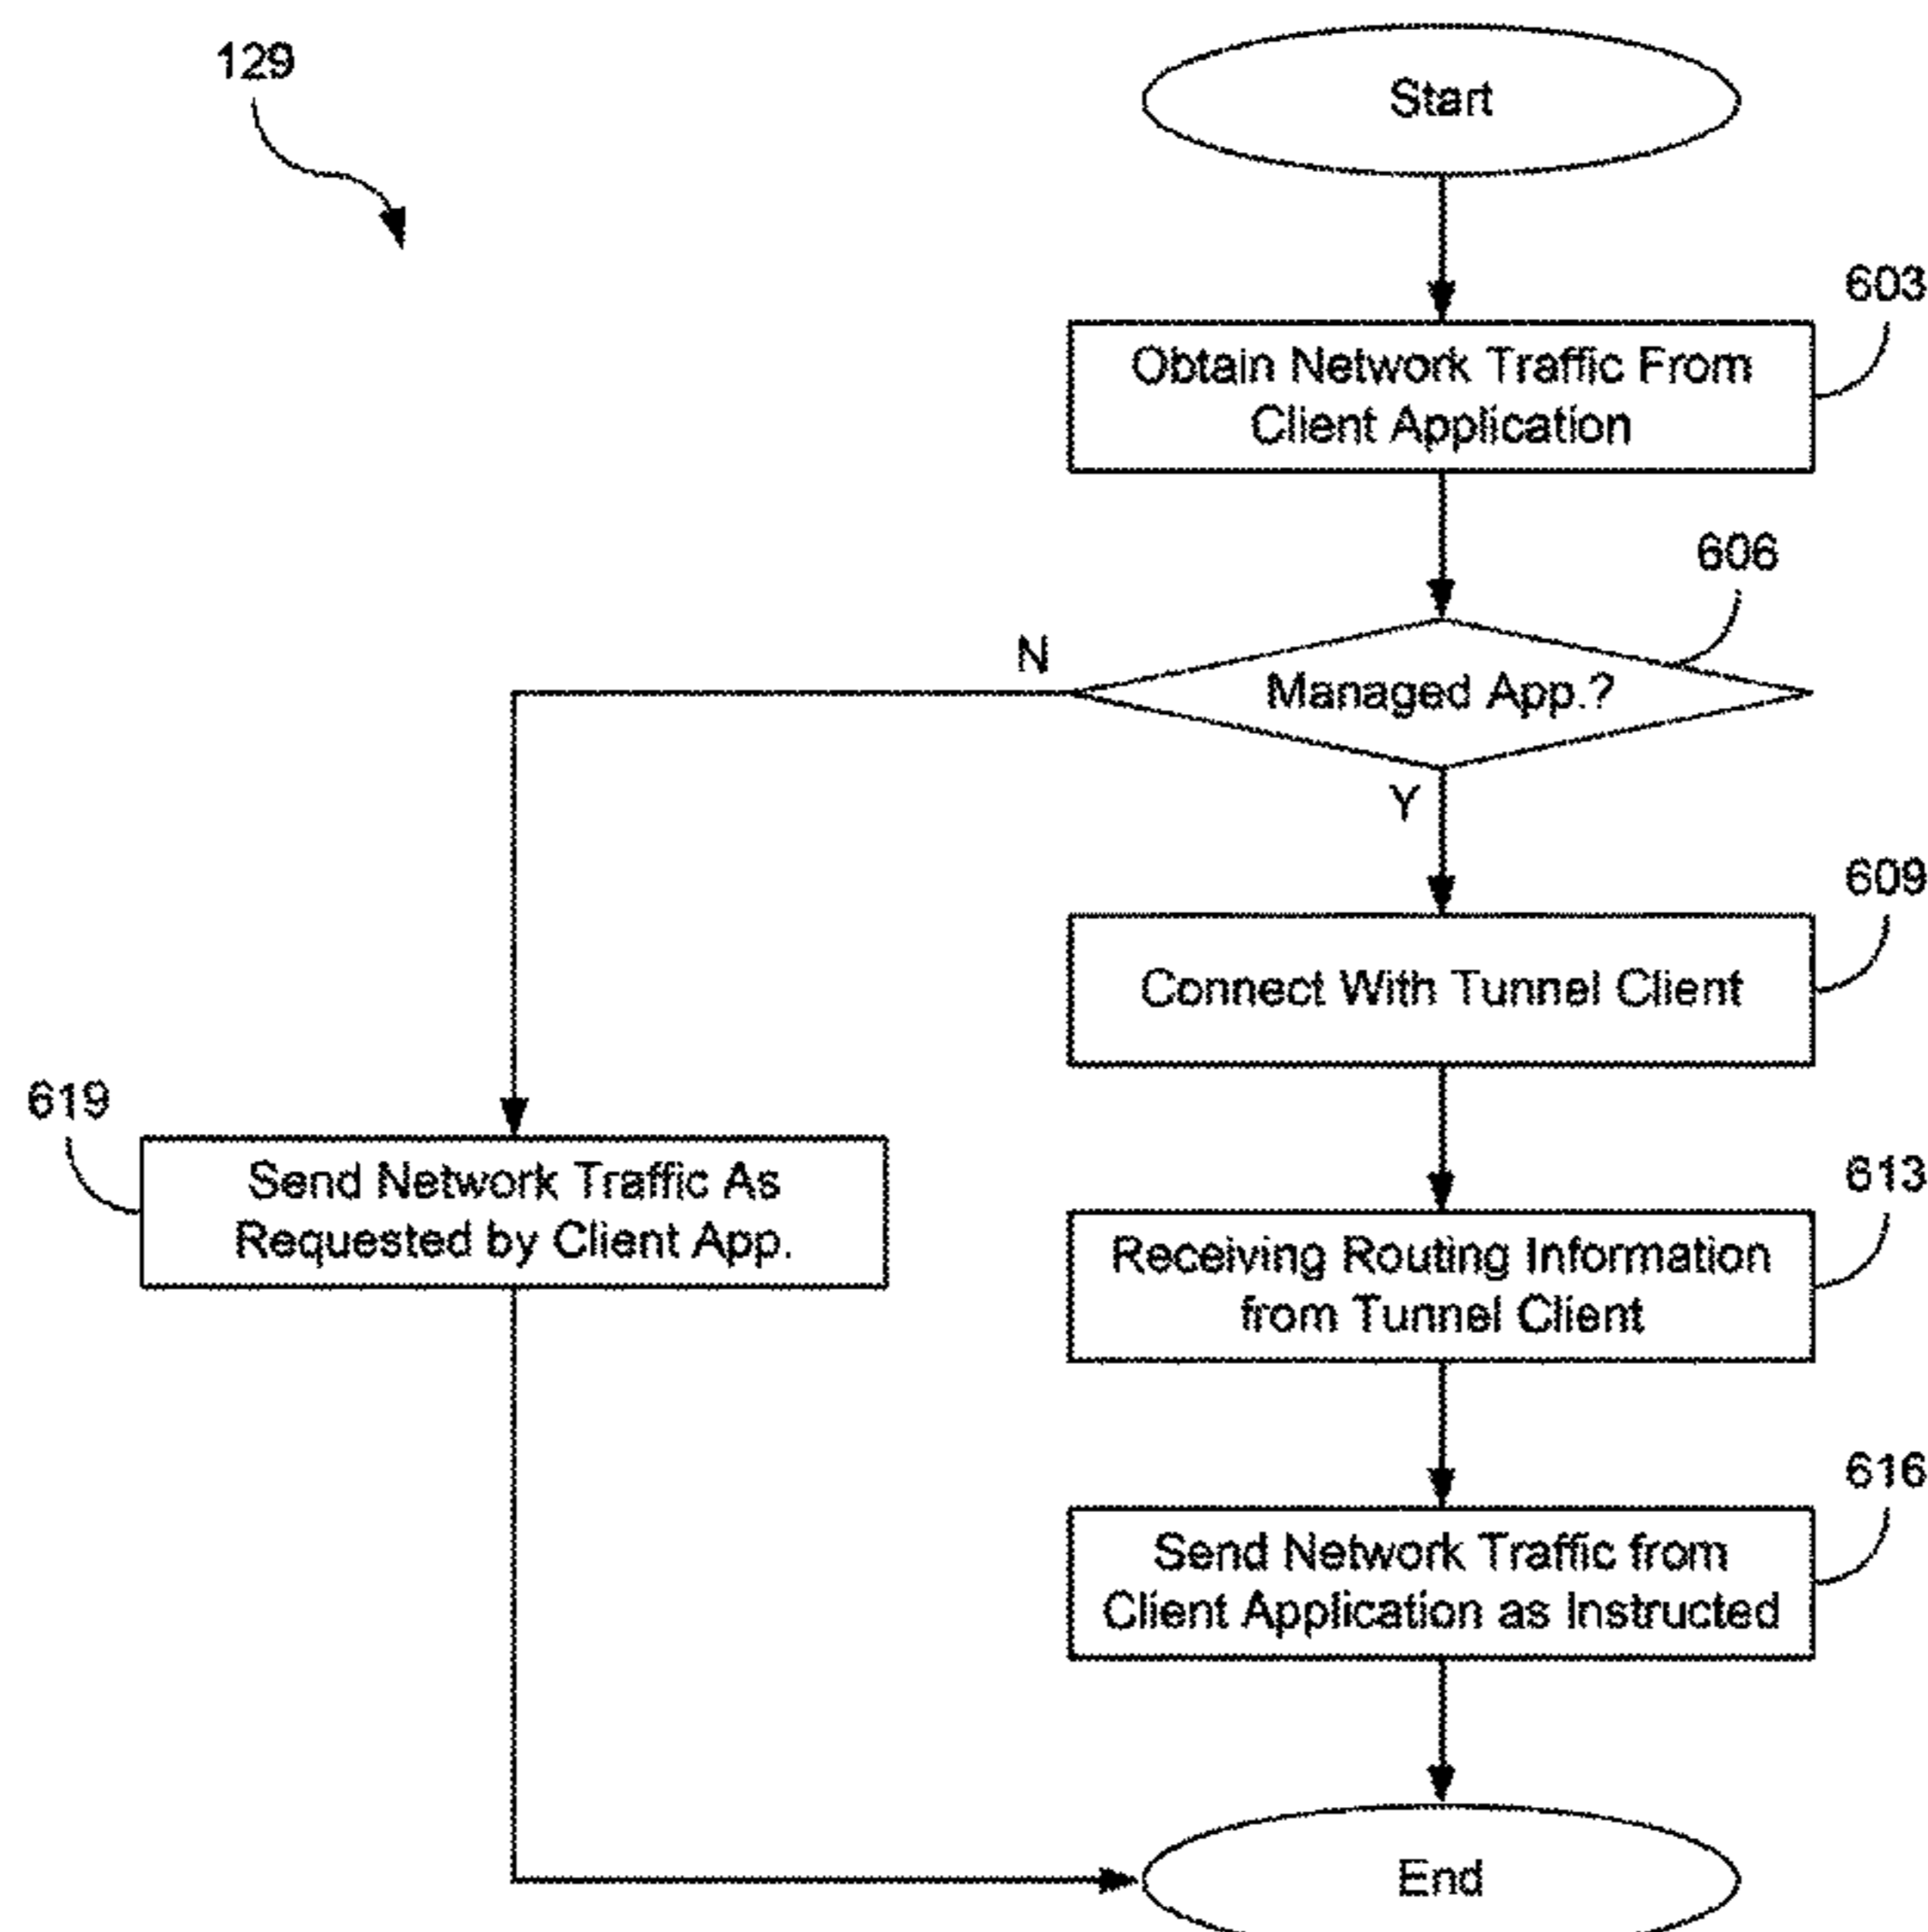 129
Start
603
Obtain Network Traffic From
Client Application
606
N
Managed App.?
Y
609
Connect With Tunnel Client
619
Send Network Traffic As
Requested by Client App.
613
Receiving Routing Information
from Tunnel Client
616
Send Network Traffic from
Client Application as Instructed
End